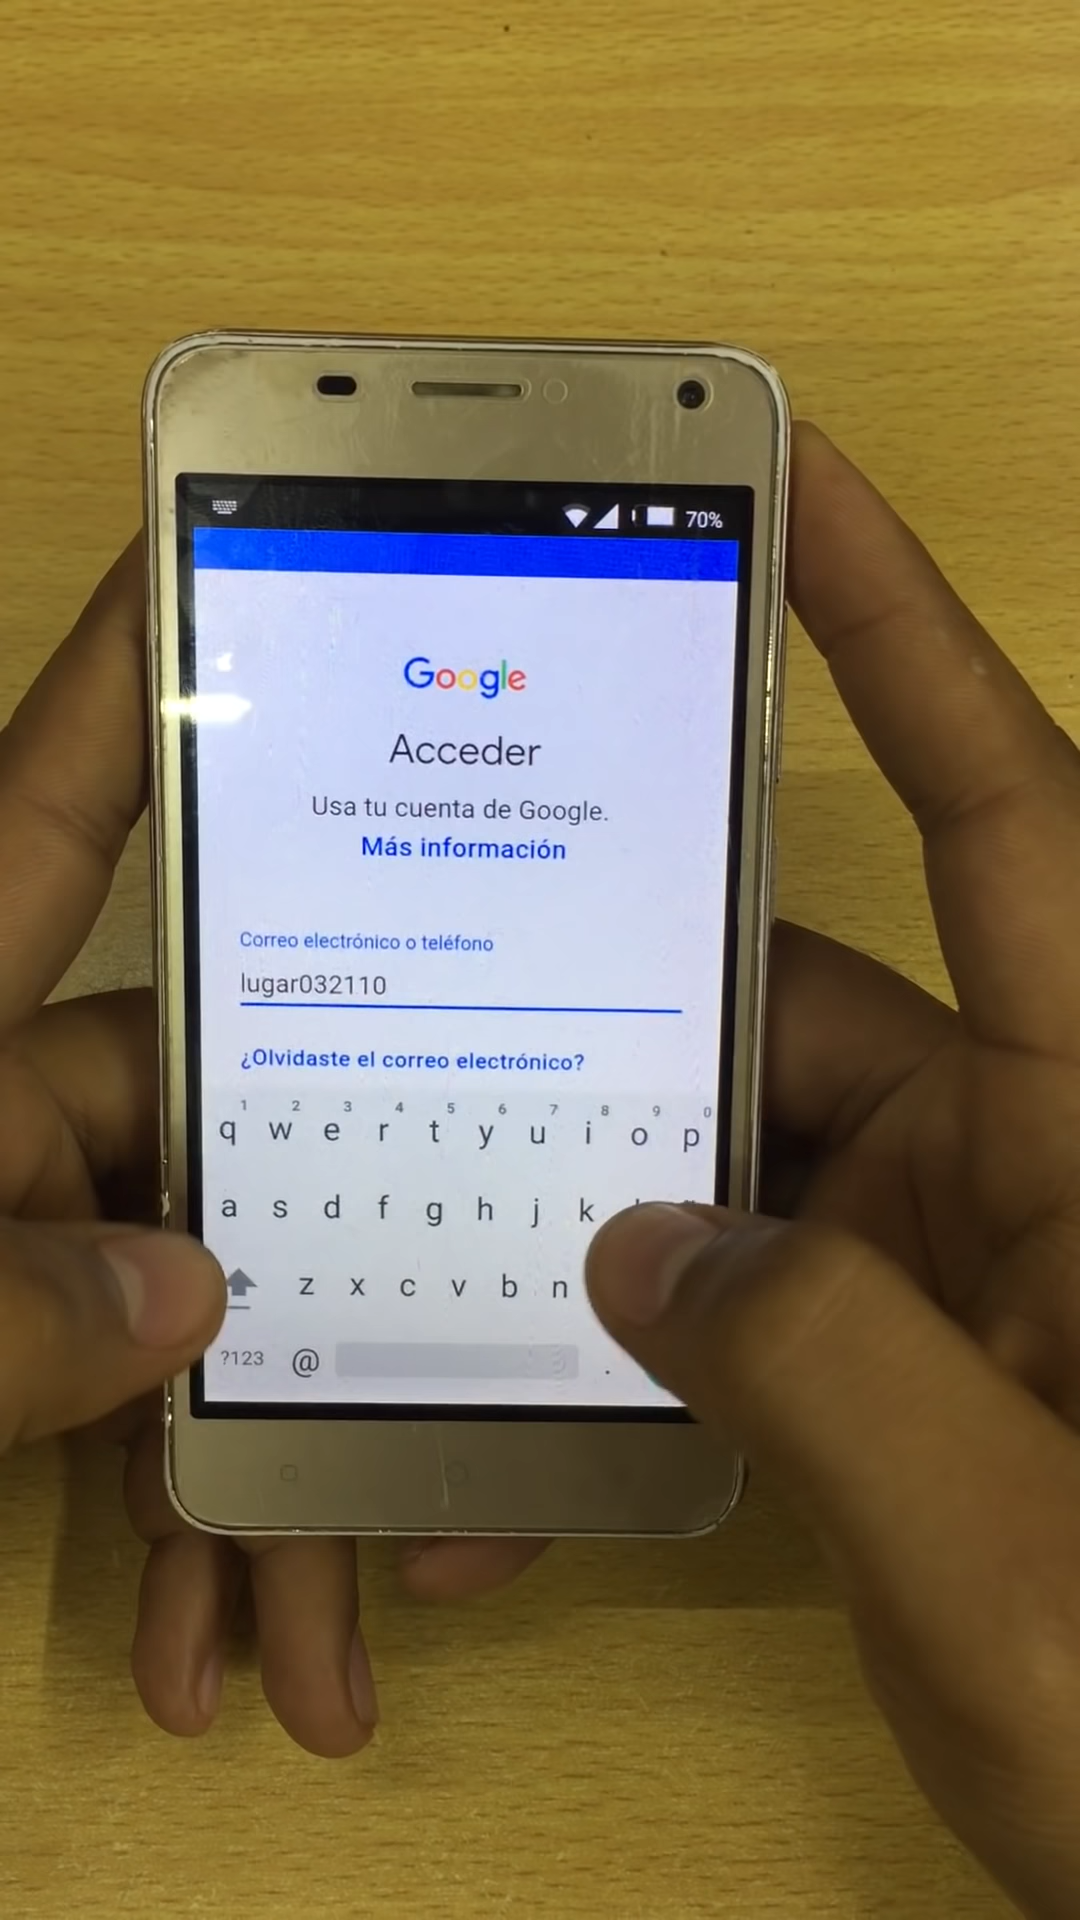 70%
Google
Acceder
Usa tu cuenta de Google.
Más información
Correo electrónico o teléfono
lugar032110
¿Olvidaste el correo electrónico?
1 2 3 4 5 6 7 8 9 0
q w e r t y u i o p
a s d f g h j k
z x c v b n
?123 @ .